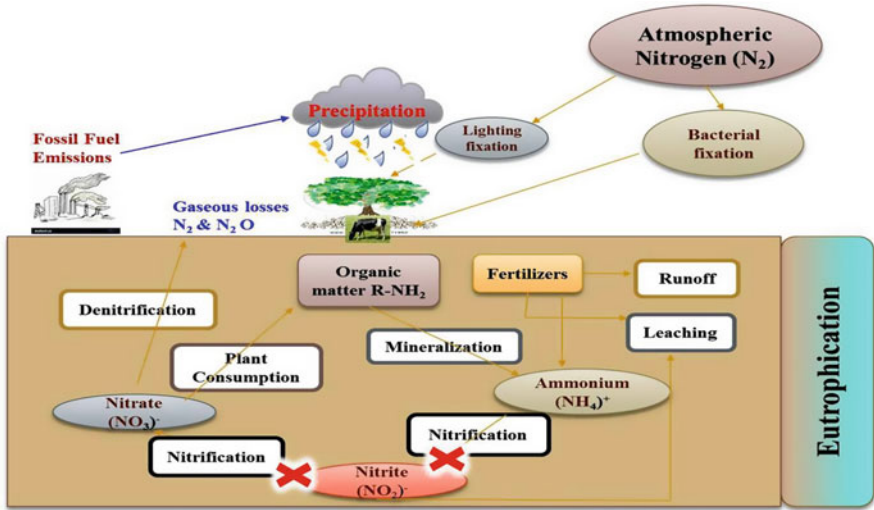 Atmospheric
Nitrogen (N₂)
Precipitation
Lighting
fixation
Bacterial
fixation
Fossil Fuel
Emissions
Gaseous losses
N₂ & N₂ O
Organic
matter R-NH₂
Fertilizers
Runoff
Denitrification
Leaching
Mineralization
Plant
Consumption
Ammonium
(NH₄)⁺
Nitrate
(NO₃)⁻
Nitrification
Nitrification
Nitrite
(NO₂)⁻
Eutrophication